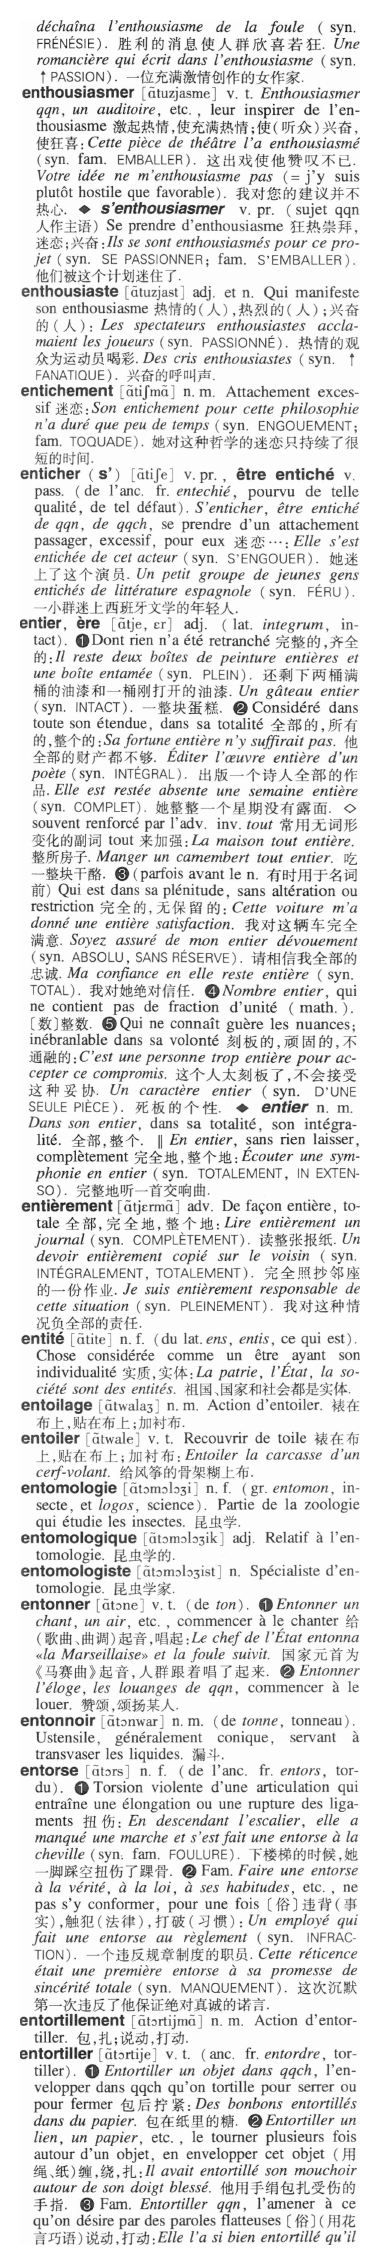 déchaîna l'enthousiasme de la foule ( syn.
FRÉNÉSIE). 胜利的消息使人群欣喜若狂. Une
romancière qui écrit dans l'enthousiasme (syn.
↑ PASSION). 一位充满激情创作的女作家.
enthousiasmer [ɑ̃tuzjasme] v. t. Enthousiasmer
qqn, un auditoire, etc., leur inspirer de l'en-
thousiasme 激起热情,使充满热情;使(听众)兴奋,
使狂喜: Cette pièce de théâtre l'a enthousiasmé
(syn. fam. EMBALLER). 这出戏使他赞叹不已.
Votre idée ne m'enthousiasme pas (= j'y suis
plutôt hostile que favorable). 我对您的建议并不
热心. ◆ s'enthousiasmer v. pr. ( sujet qqn
人作主语) Se prendre d'enthousiasme 狂热崇拜,
迷恋;兴奋: Ils se sont enthousiasmés pour ce pro-
jet (syn. SE PASSIONNER; fam. S'EMBALLER).
他们被这个计划迷住了.
enthousiaste [ɑ̃tuzjast] adj. et n. Qui manifeste
son enthousiasme 热情的(人),热烈的(人);兴奋
的(人): Les spectateurs enthousiastes accla-
maient les joueurs (syn. PASSIONNÉ). 热情的观
众为运动员喝彩. Des cris enthousiastes (syn. ↑
FANATIQUE). 兴奋的呼叫声.
entichement [ɑ̃tiʃmɑ̃] n. m. Attachement exces-
sif 迷恋: Son entichement pour cette philosophie
n'a duré que peu de temps (syn. ENGOUEMENT;
fam. TOQUADE). 她对这种哲学的迷恋只持续了很
短的时间.
enticher (s') [ɑ̃tiʃe] v. pr., être entiché v.
pass. (de l'anc. fr. entechié, pourvu de telle
qualité, de tel défaut). S'enticher, être entiché
de qqn, de qqch, se prendre d'un attachement
passager, excessif, pour eux 迷恋…: Elle s'est
entichée de cet acteur (syn. S'ENGOUER). 她迷
上了这个演员. Un petit groupe de jeunes gens
entichés de littérature espagnole (syn. FÉRU).
一小群迷上西班牙文学的年轻人.
entier, ère [ɑ̃tje, ɛr] adj. ( lat. integrum, in-
tact). ❶ Dont rien n'a été retranché 完整的,齐全
的: Il reste deux boîtes de peinture entières et
une boîte entamée (syn. PLEIN). 还剩下两桶满
桶的油漆和一桶刚打开的油漆. Un gâteau entier
(syn. INTACT). 一整块蛋糕. ❷ Considéré dans
toute son étendue, dans sa totalité 全部的,所有
的,整个的: Sa fortune entière n'y suffirait pas. 他
全部的财产都不够. Éditer l'œuvre entière d'un
poète (syn. INTÉGRAL). 出版一个诗人全部的作
品. Elle est restée absente une semaine entière
(syn. COMPLET). 她整整一个星期没有露面. ◇
souvent renforcé par l'adv. inv. tout 常用无词形
变化的副词 tout 来加强: La maison tout entière.
整所房子. Manger un camembert tout entier. 吃
一整块干酪. ❸ (parfois avant le n. 有时用于名词
前) Qui est dans sa plénitude, sans altération ou
restriction 完全的,无保留的: Cette voiture m'a
donné une entière satisfaction. 我对这辆车完全
满意. Soyez assuré de mon entier dévouement
(syn. ABSOLU, SANS RÉSERVE). 请相信我全部的
忠诚. Ma confiance en elle reste entière ( syn.
TOTAL). 我对她绝对信任. ❹ Nombre entier, qui
ne contient pas de fraction d'unité ( math. ).
[数]整数. ❺ Qui ne connaît guère les nuances;
inébranlable dans sa volonté 刻板的,顽固的,不
通融的: C'est une personne trop entière pour ac-
cepter ce compromis. 这个人太刻板了,不会接受
这种妥协. Un caractère entier ( syn. D'UNE
SEULE PIÈCE). 死板的个性. ◆ entier n. m.
Dans son entier, dans sa totalité, son intégra-
lité. 全部,整个. ‖ En entier, sans rien laisser,
complètement 完全地,整个地: Écouter une sym-
phonie en entier (syn. TOTALEMENT, IN EXTEN-
SO). 完整地听一首交响曲.
entièrement [ɑ̃tjɛrmɑ̃] adv. De façon entière, to-
tale 全部,完全地,整个地: Lire entièrement un
journal (syn. COMPLÈTEMENT). 读整张报纸. Un
devoir entièrement copié sur le voisin ( syn.
INTÉGRALEMENT, TOTALEMENT). 完全照抄邻座
的一份作业. Je suis entièrement responsable de
cette situation (syn. PLEINEMENT). 我对这种情
况负全部的责任.
entité [ɑ̃tite] n. f. (du lat. ens, entis, ce qui est).
Chose considérée comme un être ayant son
individualité 实质,实体: La patrie, l'État, la so-
ciété sont des entités. 祖国、国家和社会都是实体.
entoilage [ɑ̃twalaʒ] n. m. Action d'entoiler. 裱在
布上,贴在布上;加衬布.
entoiler [ɑ̃twale] v. t. Recouvrir de toile 裱在布
上,贴在布上;加衬布: Entoiler la carcasse d'un
cerf-volant. 给风筝的骨架糊上布.
entomologie [ɑ̃tɔmɔlɔʒi] n. f. (gr. entomon, in-
secte, et logos, science). Partie de la zoologie
qui étudie les insectes. 昆虫学.
entomologique [ɑ̃tɔmɔlɔʒik] adj. Relatif à l'en-
tomologie. 昆虫学的.
entomologiste [ɑ̃tɔmɔlɔʒist] n. Spécialiste d'en-
tomologie. 昆虫学家.
entonner [ɑ̃tɔne] v. t. (de ton). ❶ Entonner un
chant, un air, etc., commencer à le chanter 给
(歌曲、曲调)起音,唱起: Le chef de l'État entonna
«la Marseillaise» et la foule suivit. 国家元首为
《马赛曲》起音,人群跟着唱了起来. ❷ Entonner
l'éloge, les louanges de qqn, commencer à le
louer. 赞颂,颂扬某人.
entonnoir [ɑ̃tɔnwar] n. m. (de tonne, tonneau).
Ustensile, généralement conique, servant à
transvaser les liquides. 漏斗.
entorse [ɑ̃tɔrs] n. f. (de l'anc. fr. entors, tor-
du). ❶ Torsion violente d'une articulation qui
entraîne une élongation ou une rupture des liga-
ments 扭伤: En descendant l'escalier, elle a
manqué une marche et s'est fait une entorse à la
cheville (syn. fam. FOULURE). 下楼梯的时候,她
一脚踩空扭伤了踝骨. ❷ Fam. Faire une entorse
à la vérité, à la loi, à ses habitudes, etc., ne
pas s'y conformer, pour une fois [俗]违背(事
实),触犯(法律),打破(习惯): Un employé qui
fait une entorse au règlement ( syn. INFRAC-
TION). 一个违反规章制度的职员. Cette réticence
était une première entorse à sa promesse de
sincérité totale (syn. MANQUEMENT). 这次沉默
第一次违反了他保证绝对真诚的诺言.
entortillement [ɑ̃tɔrtijmɑ̃] n. m. Action d'entor-
tiller. 包,扎;说动,打动.
entortiller [ɑ̃tɔrtije] v. t. (anc. fr. entordre, tor-
tiller). ❶ Entortiller un objet dans qqch, l'en-
velopper dans qqch qu'on tortille pour serrer ou
pour fermer 包后拧紧: Des bonbons entortillés
dans du papier. 包在纸里的糖. ❷ Entortiller un
lien, un papier, etc., le tourner plusieurs fois
autour d'un objet, en envelopper cet objet (用
绳、纸)缠,绕,扎: Il avait entortillé son mouchoir
autour de son doigt blessé. 他用手绢包扎受伤的
手指. ❸ Fam. Entortiller qqn, l'amener à ce
qu'on désire par des paroles flatteuses [俗](用花
言巧语)说动,打动: Elle l'a si bien entortillé qu'il